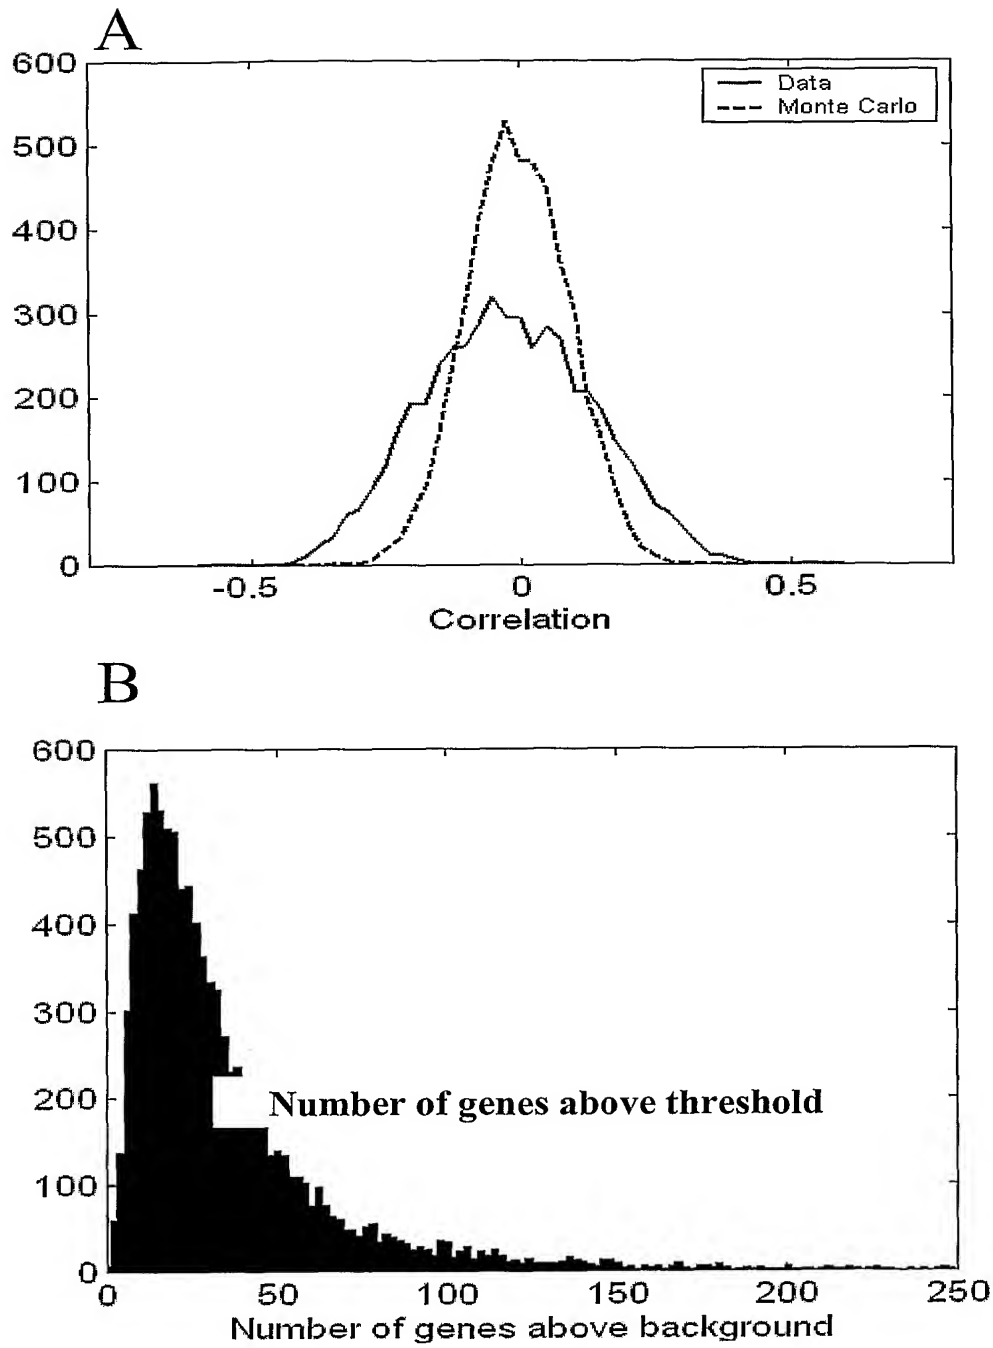 A
600
500
400
300
200
100
0
Data
Monte Carlo
-0.5 0 0.5
Correlation
B
600
500
400
300
200
100
0
Number of genes above threshold
0 50 100 150 200 250
Number of genes above background